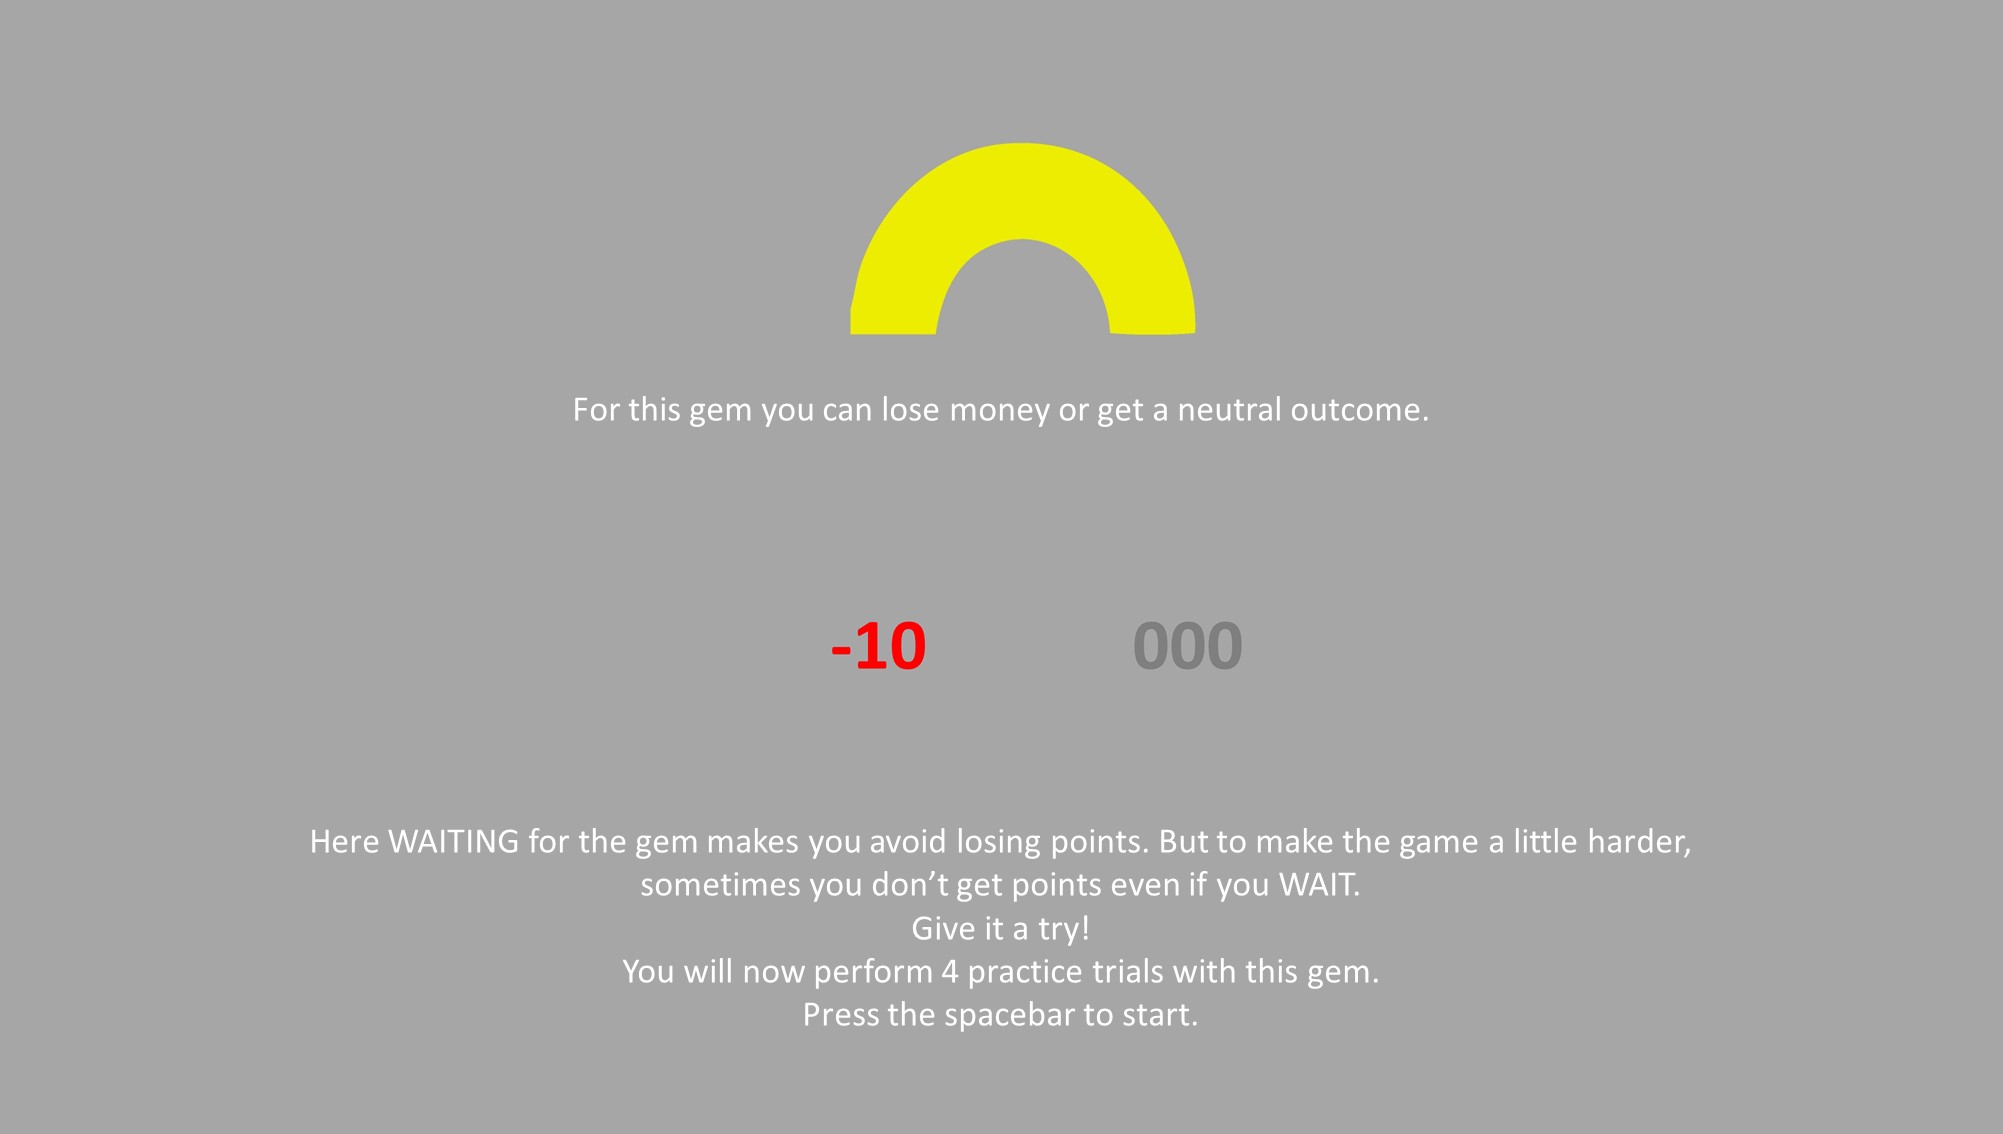 For this gem you can lose money or get a neutral outcome.
-10 000
Here WAITING for the gem makes you avoid losing points. But to make the game a little harder,
sometimes you don’t get points even if you WAIT.
Give it a try!
You will now perform 4 practice trials with this gem.
Press the spacebar to start.